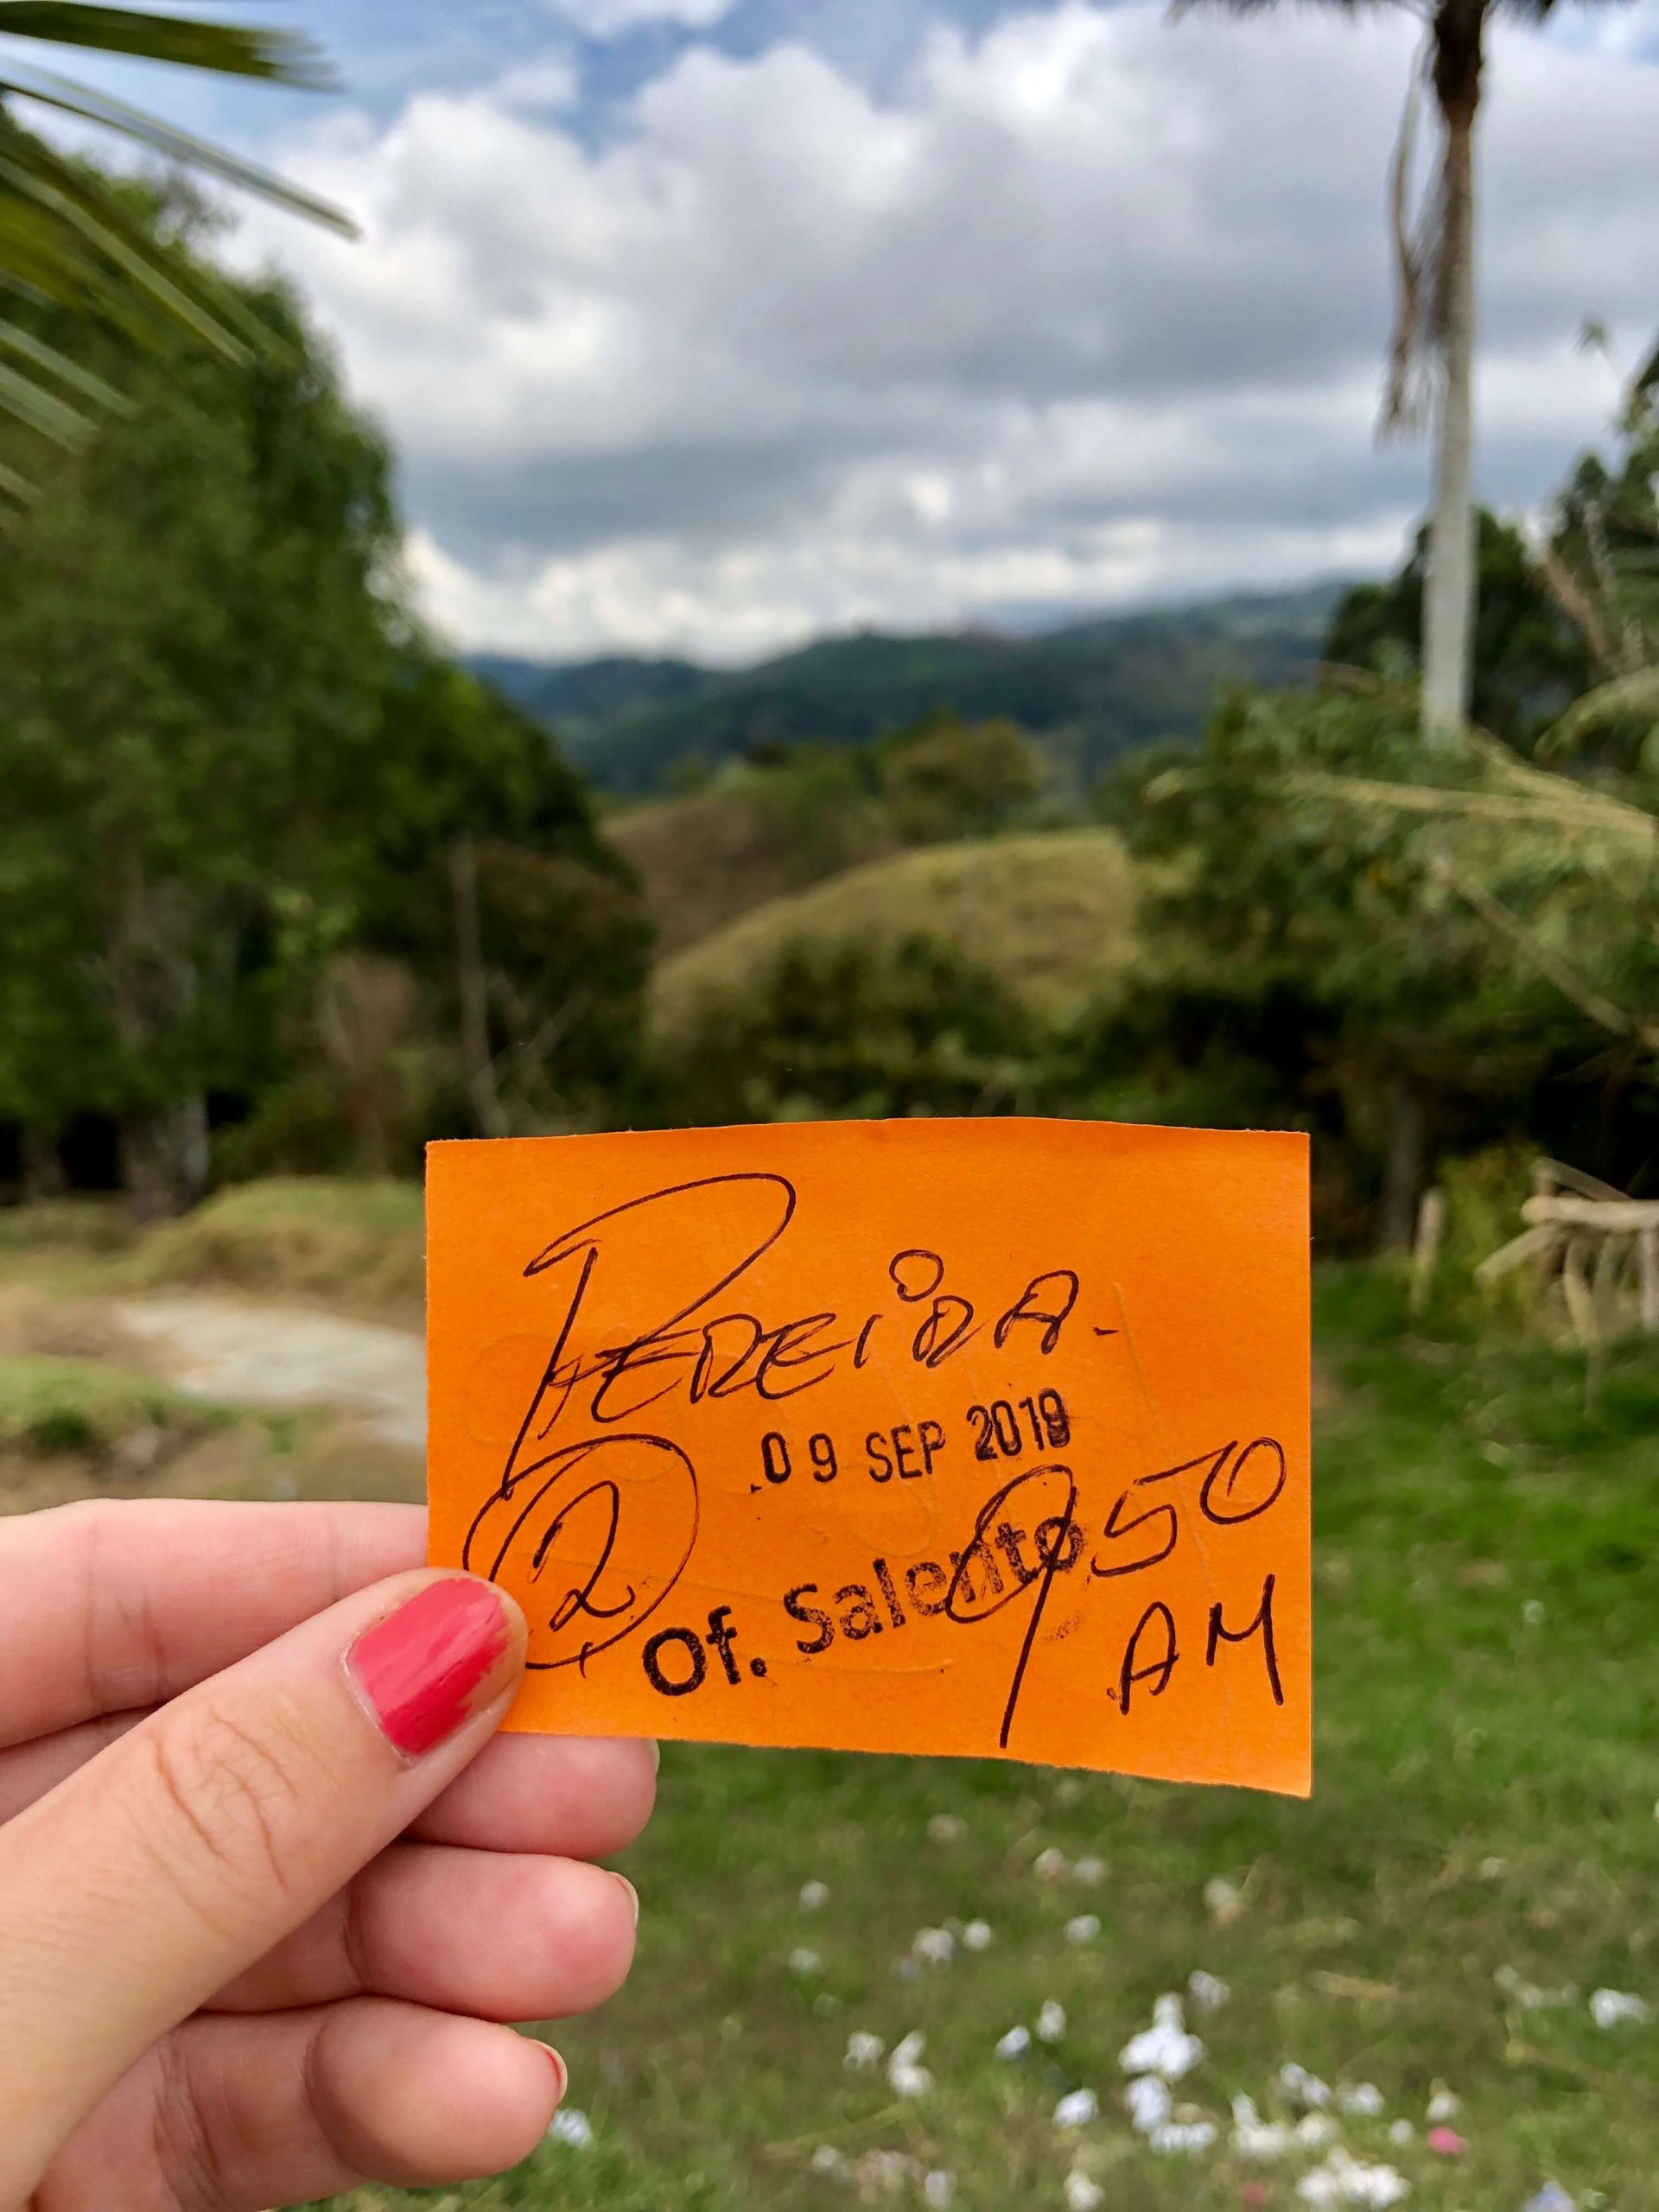 PEREIRA.
09 SEP 2019
2
9 50
Of. Salento
AM